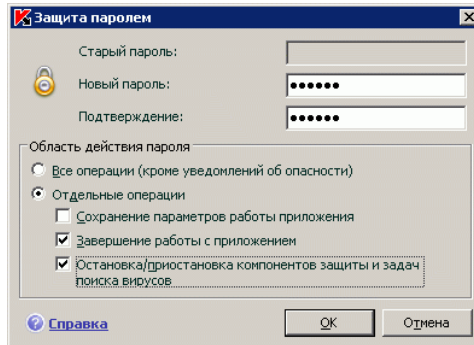 Защита паролем
Старый пароль:
Новый пароль:
Подтверждение:
Область действия пароля
Все операции (кроме уведомлений об опасности)
Отдельные операции
Сохранение параметров работы приложения
Завершение работы с приложением
Остановка/приостановка компонентов защиты и задач
поиска вирусов
Справка
ОК
Отмена